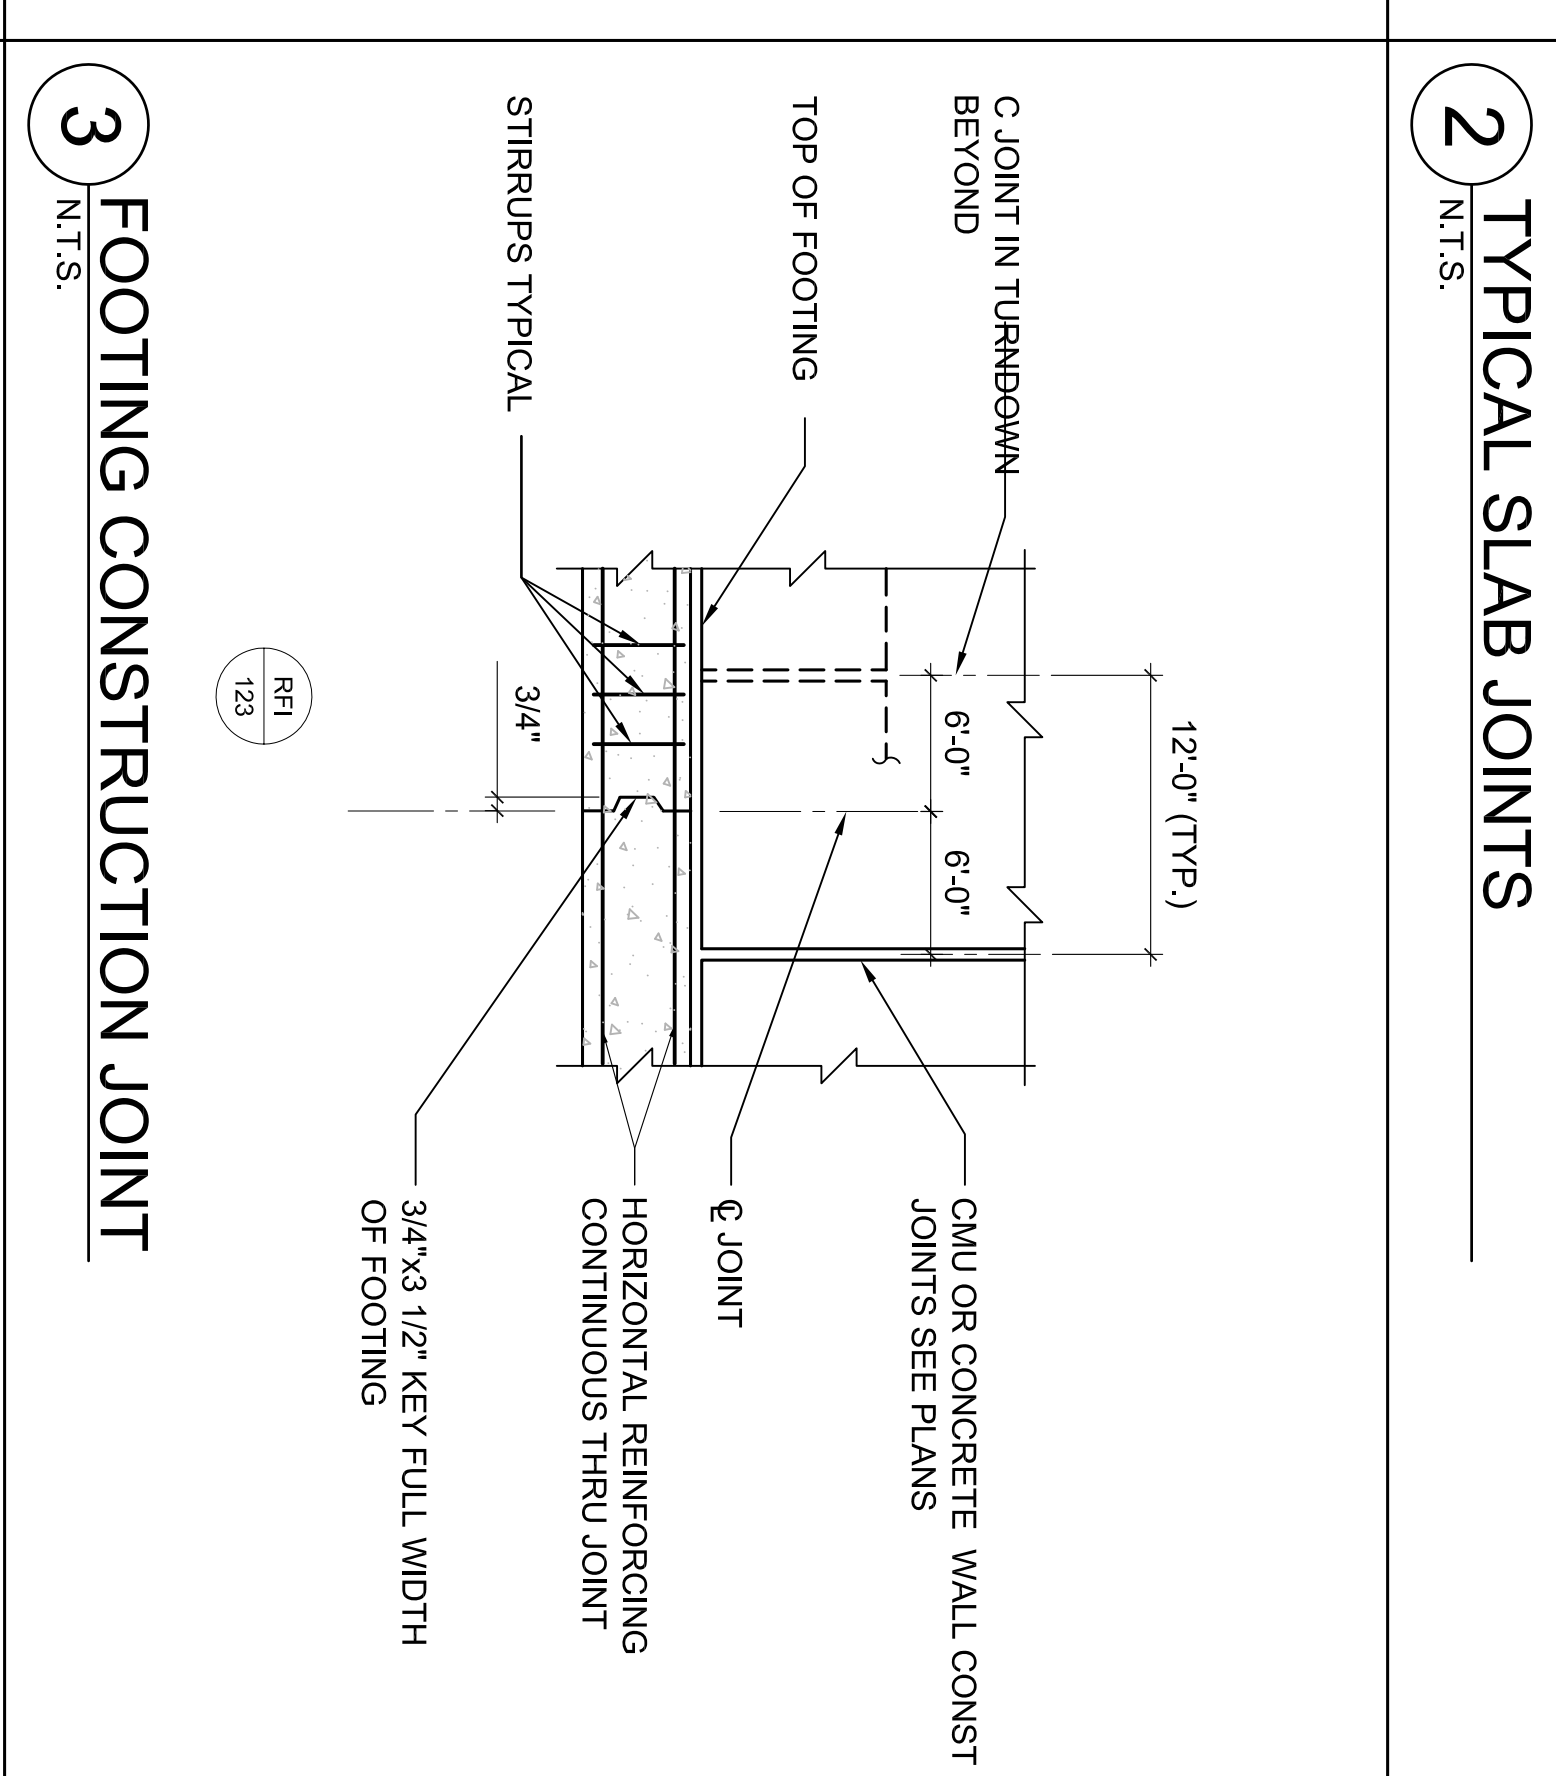 2
TYPICAL SLAB JOINTS
N.T.S.
12'-0" (TYP.)
C JOINT IN TURNDOWN
BEYOND
6'-0"
6'-0"
CMU OR CONCRETE WALL CONST
JOINTS SEE PLANS
TOP OF FOOTING
℄ JOINT
STIRRUPS TYPICAL
3/4"
HORIZONTAL REINFORCING
CONTINUOUS THRU JOINT
3/4"x3 1/2" KEY FULL WIDTH
OF FOOTING
RFI
123
3
FOOTING CONSTRUCTION JOINT
N.T.S.